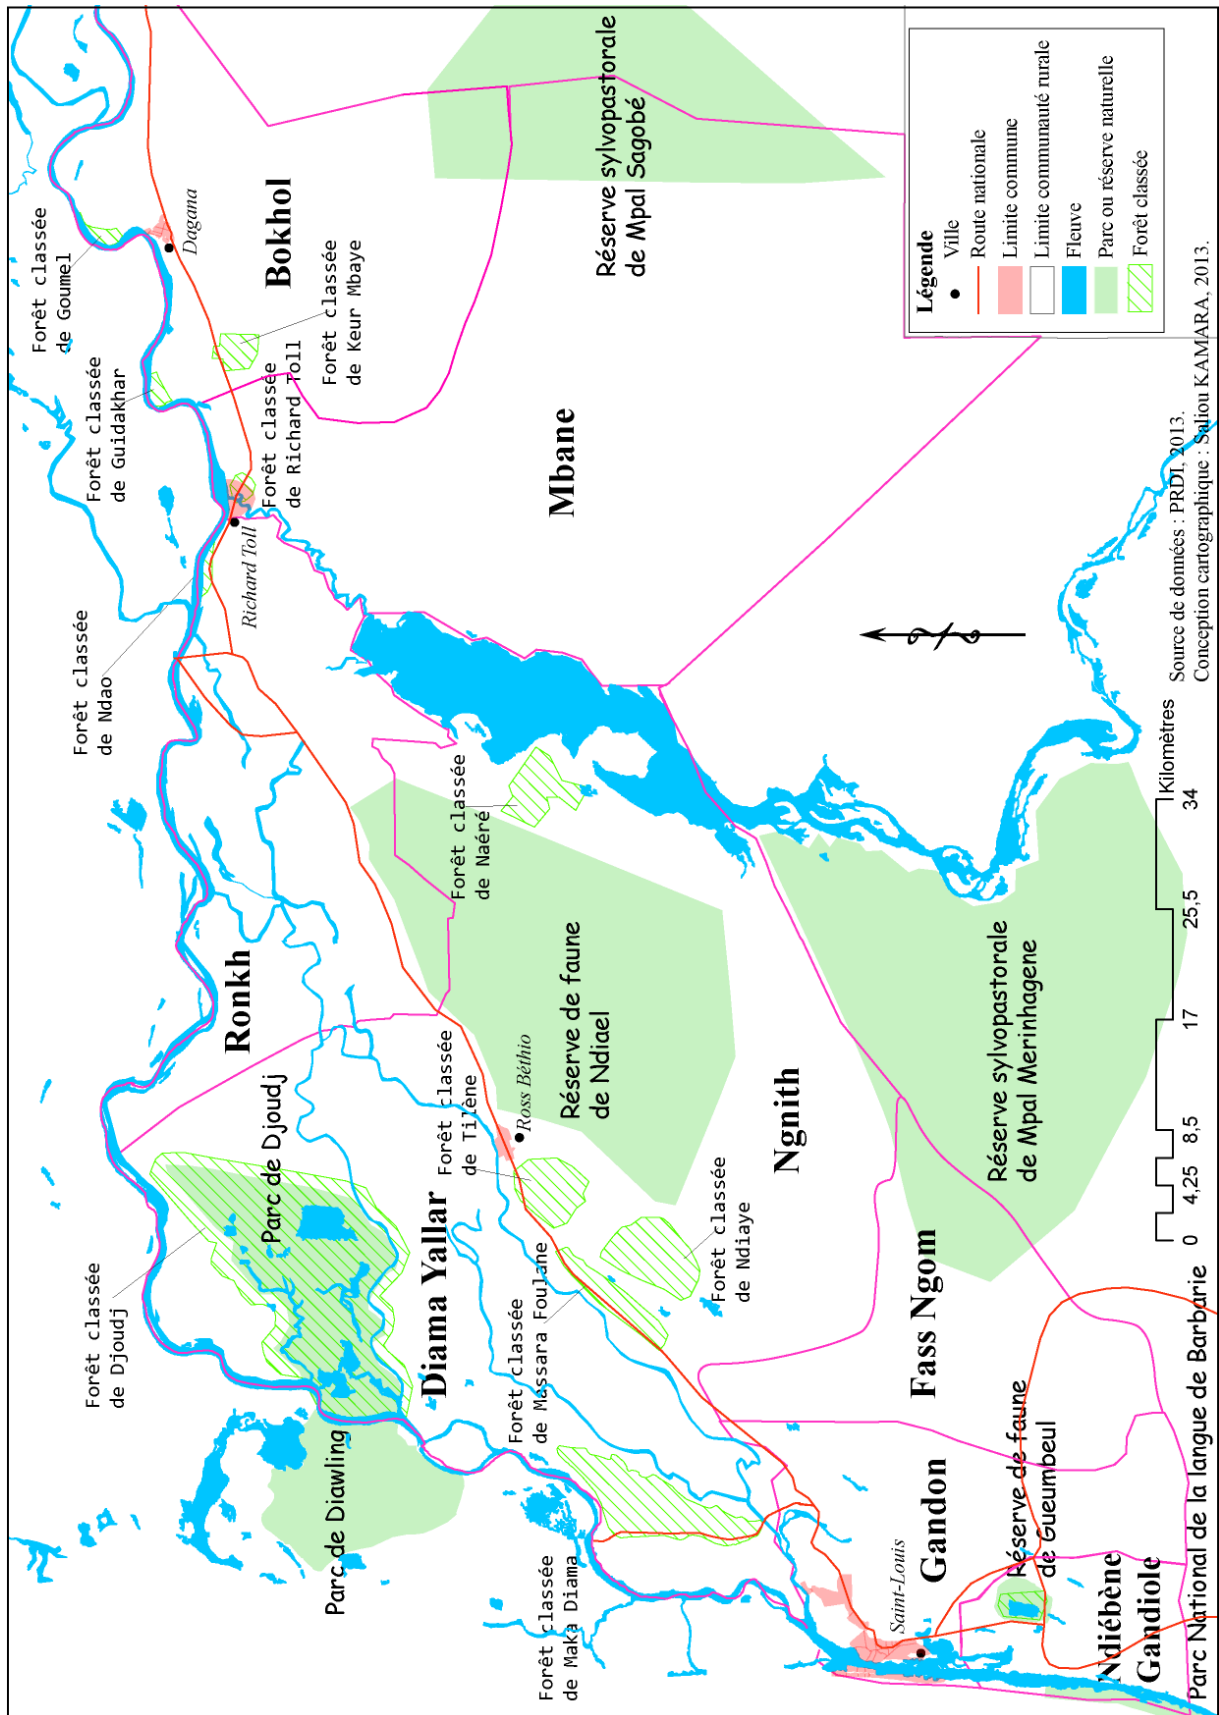 Forêt classée
de Djoudj
Forêt classée
de Ndao
Forêt classée
de Guidakhar
Forêt classée
de Goumel
Parc de Diawling
Parc de Djoudj
Ronkh
Richard Toll
Forêt classée
de Richard Toll
Dagana
Bokhol
Forêt classée
de Keur Mbaye
Diama Yallar
Forêt classée
de Tilène
Forêt classée
de Naéré
Forêt classée
de Maka Diama
Forêt classée
de Massara Foulane
Ross Béthio
Réserve de faune
de Ndiael
Mbane
Réserve sylvopastorale
de Mpal Sagobé
Forêt classée
de Ndiaye
Ngnith
Saint-Louis
Gandon
Fass Ngom
Réserve sylvopastorale
de Mpal Merinhagene
Réserve de faune
de Gueumbeul
Ndiébène
Gandiole
Parc National de la langue de Barbarie
0 4,25 8,5 17 25,5 34
Kilomètres
Légende
Ville
Route nationale
Limite commune
Limite communauté rurale
Fleuve
Parc ou réserve naturelle
Forêt classée
Source de données : PRDI, 2013.
Conception cartographique : Saliou KAMARA, 2013.